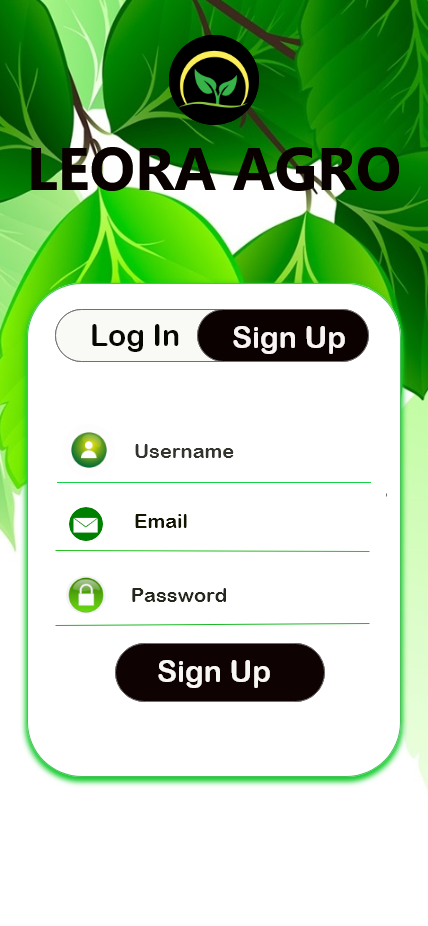 LEORA AGRO
Log In Sign Up
Username
Email
Password
Sign Up